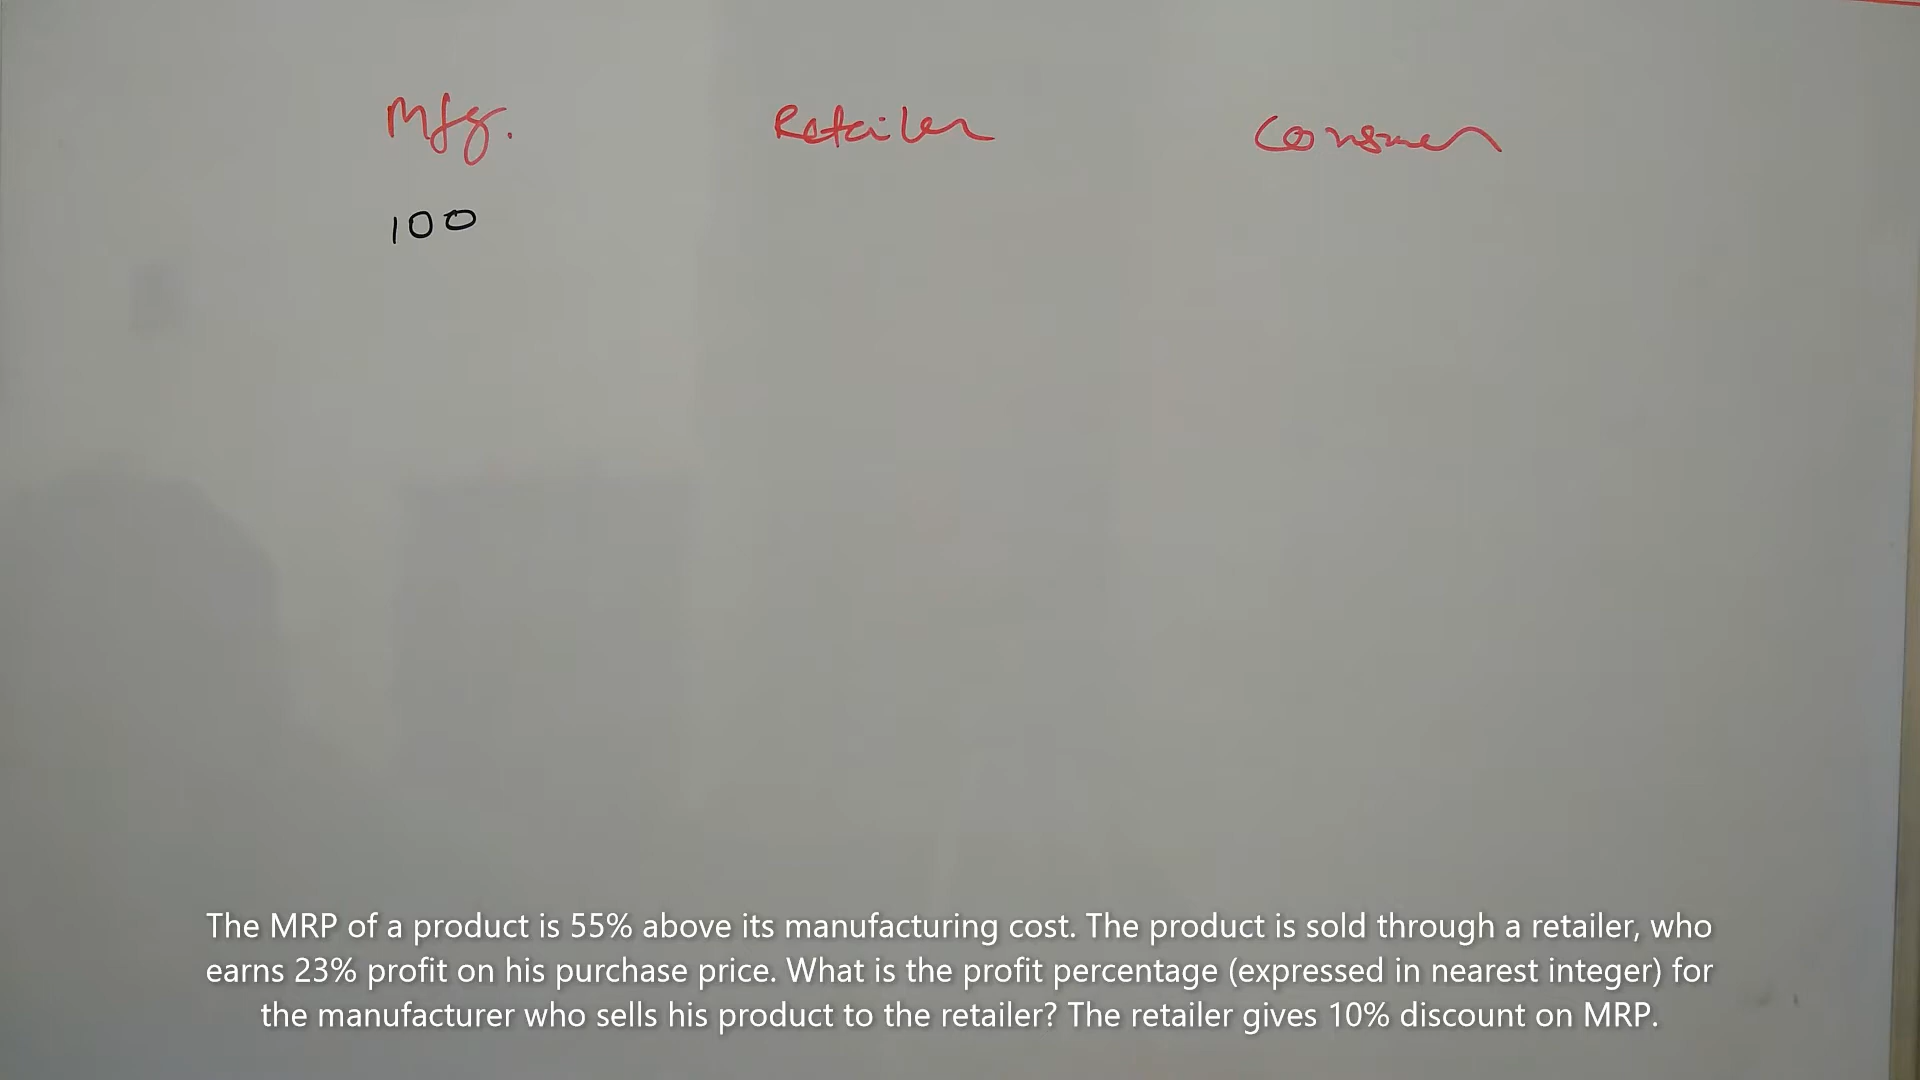 Mfg. Retailer Consumer
100
The MRP of a product is 55% above its manufacturing cost. The product is sold through a retailer, who
earns 23% profit on his purchase price. What is the profit percentage (expressed in nearest integer) for
the manufacturer who sells his product to the retailer? The retailer gives 10% discount on MRP.